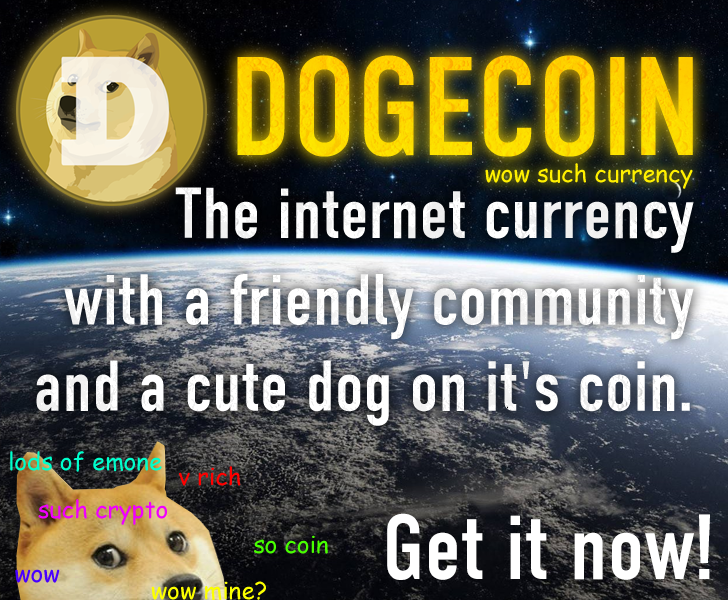 D
DOGECOIN
wow such currency
The internet currency
with a friendly community
and a cute dog on it's coin.
lods of emone
v rich
such crypto
so coin
Get it now!
wow
wow mine?